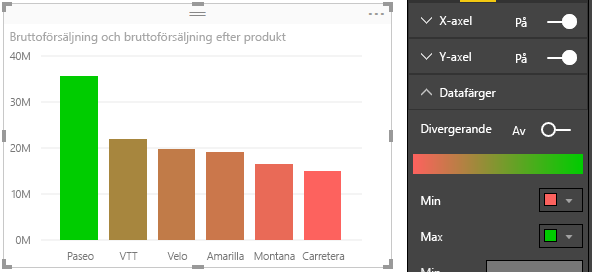 Bruttoförsäljning och bruttoförsäljning efter produkt
40M
30M
20M
10M
0M
Paseo VTT Velo Amarilla Montana Carretera
X-axel På
Y-axel På
Datafärger
Divergerande Av
Min
Max
Min